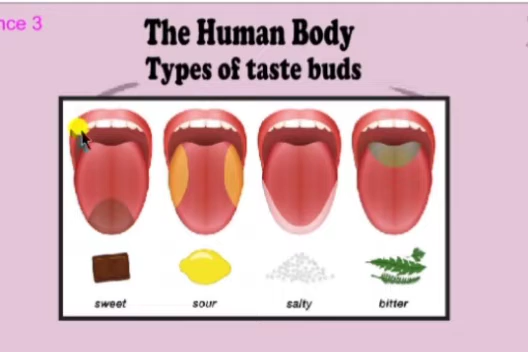 nce 3
The Human Body
Types of taste buds
sweet sour salty bitter